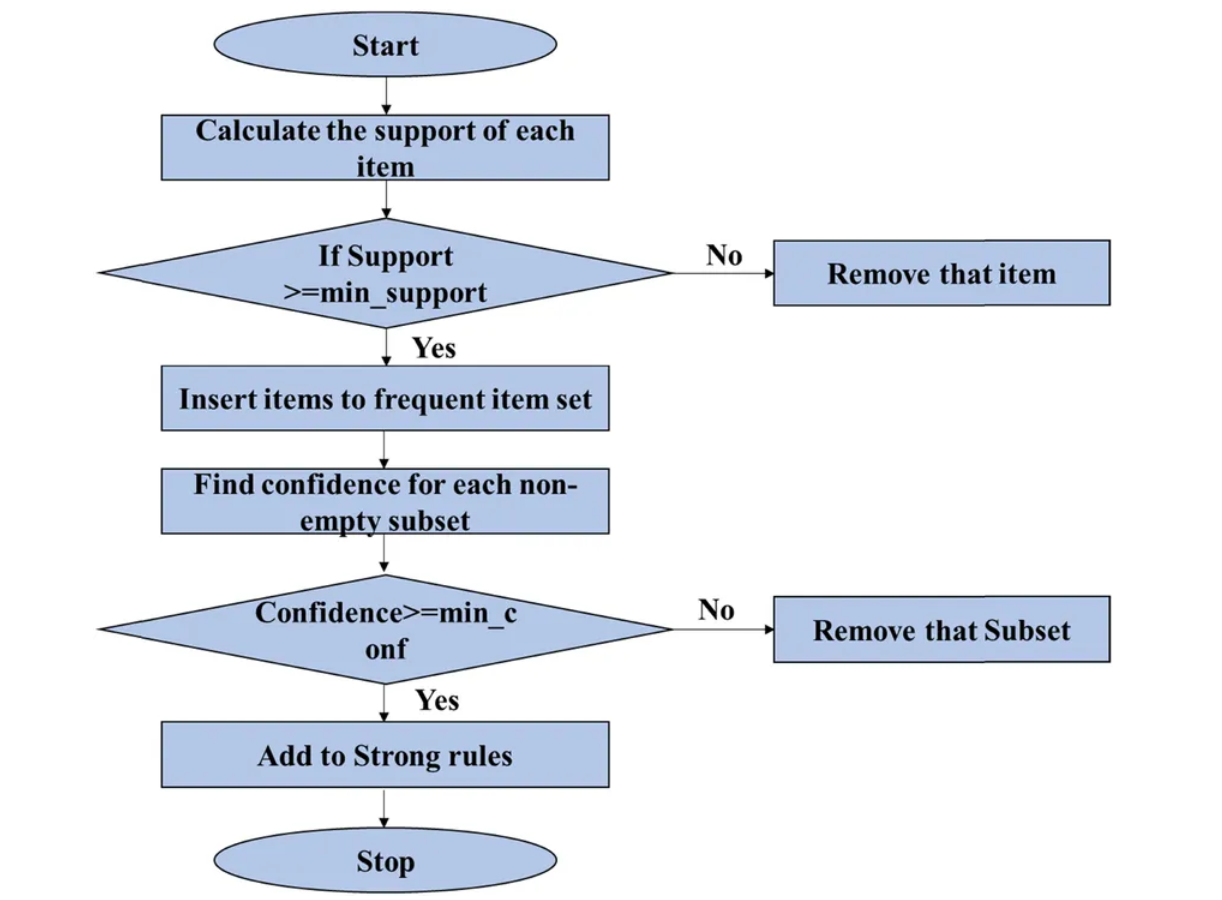 Start
Calculate the support of each
item
If Support
>=min_support
No
Remove that item
Yes
Insert items to frequent item set
Find confidence for each non-
empty subset
Confidence>=min_c
onf
No
Remove that Subset
Yes
Add to Strong rules
Stop